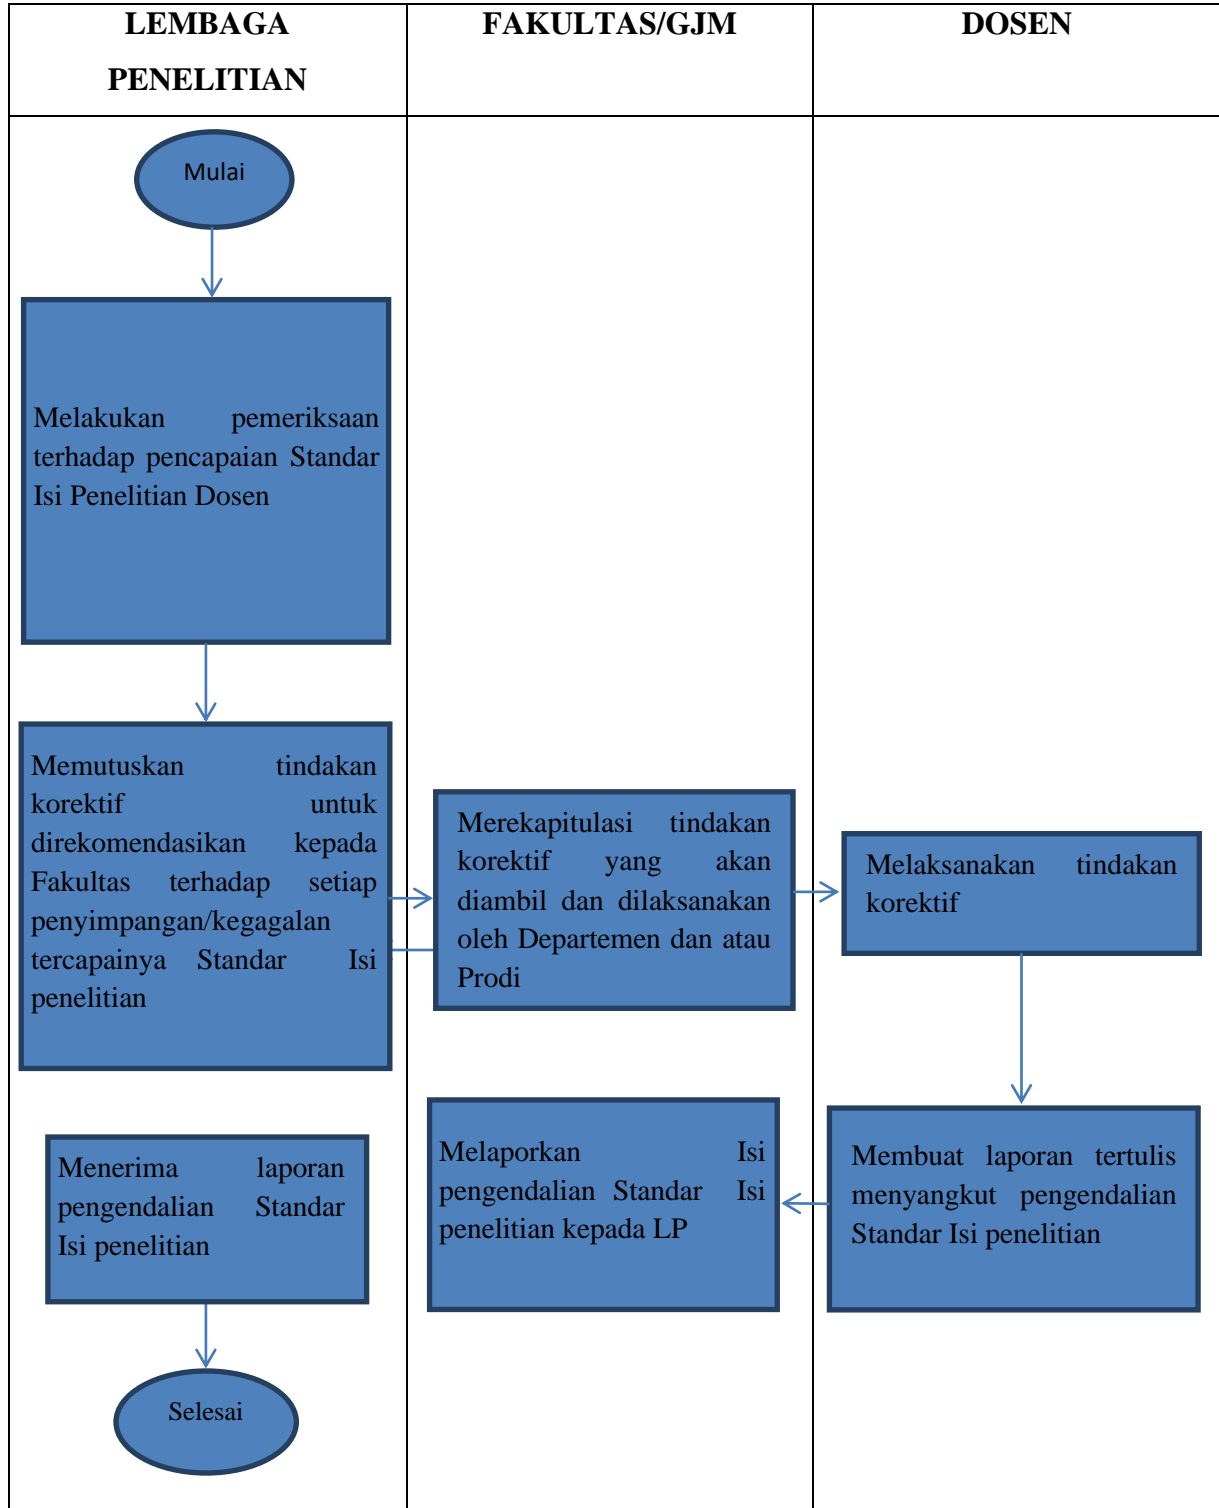 LEMBAGA
PENELITIAN
FAKULTAS/GJM
DOSEN
Mulai
Melakukan pemeriksaan
terhadap pencapaian Standar
Isi Penelitian Dosen
Memutuskan tindakan
korektif untuk
direkomendasikan kepada
Fakultas terhadap setiap
penyimpangan/kegagalan
tercapainya Standar Isi
penelitian
Merekapitulasi tindakan
korektif yang akan
diambil dan dilaksanakan
oleh Departemen dan atau
Prodi
Melaksanakan tindakan
korektif
Menerima laporan
pengendalian Standar
Isi penelitian
Melaporkan Isi
pengendalian Standar Isi
penelitian kepada LP
Membuat laporan tertulis
menyangkut pengendalian
Standar Isi penelitian
Selesai